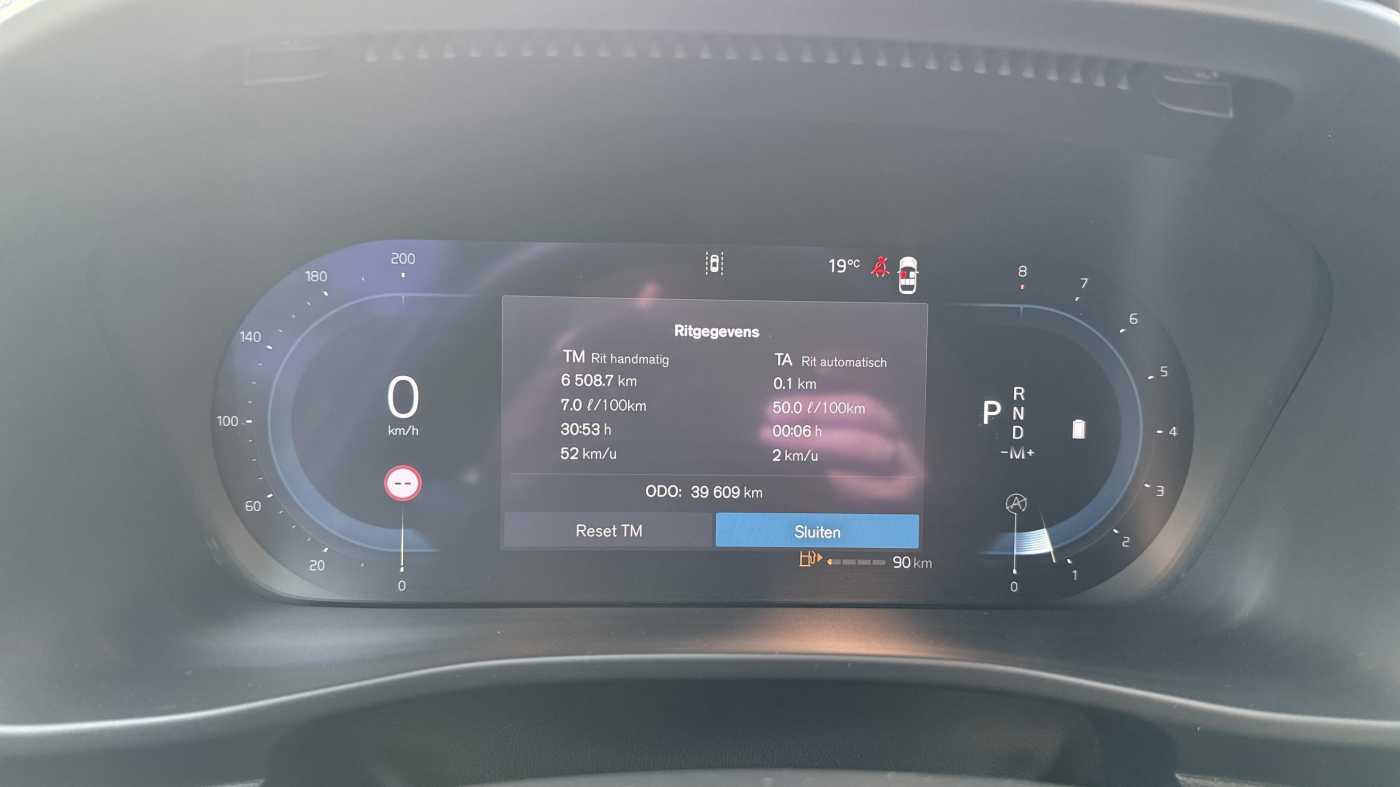 200
180
140
100
60
20
0
0
km/h
--
19°C
Ritgegevens
TM Rit handmatig
6 508.7 km
7.0 ℓ/100km
30:53 h
52 km/u
TA Rit automatisch
0.1 km
50.0 ℓ/100km
00:06 h
2 km/u
ODO: 39 609 km
Reset TM
Sluiten
90 km
P
R
N
D
-M+
A
8
7
6
5
4
3
2
1
0